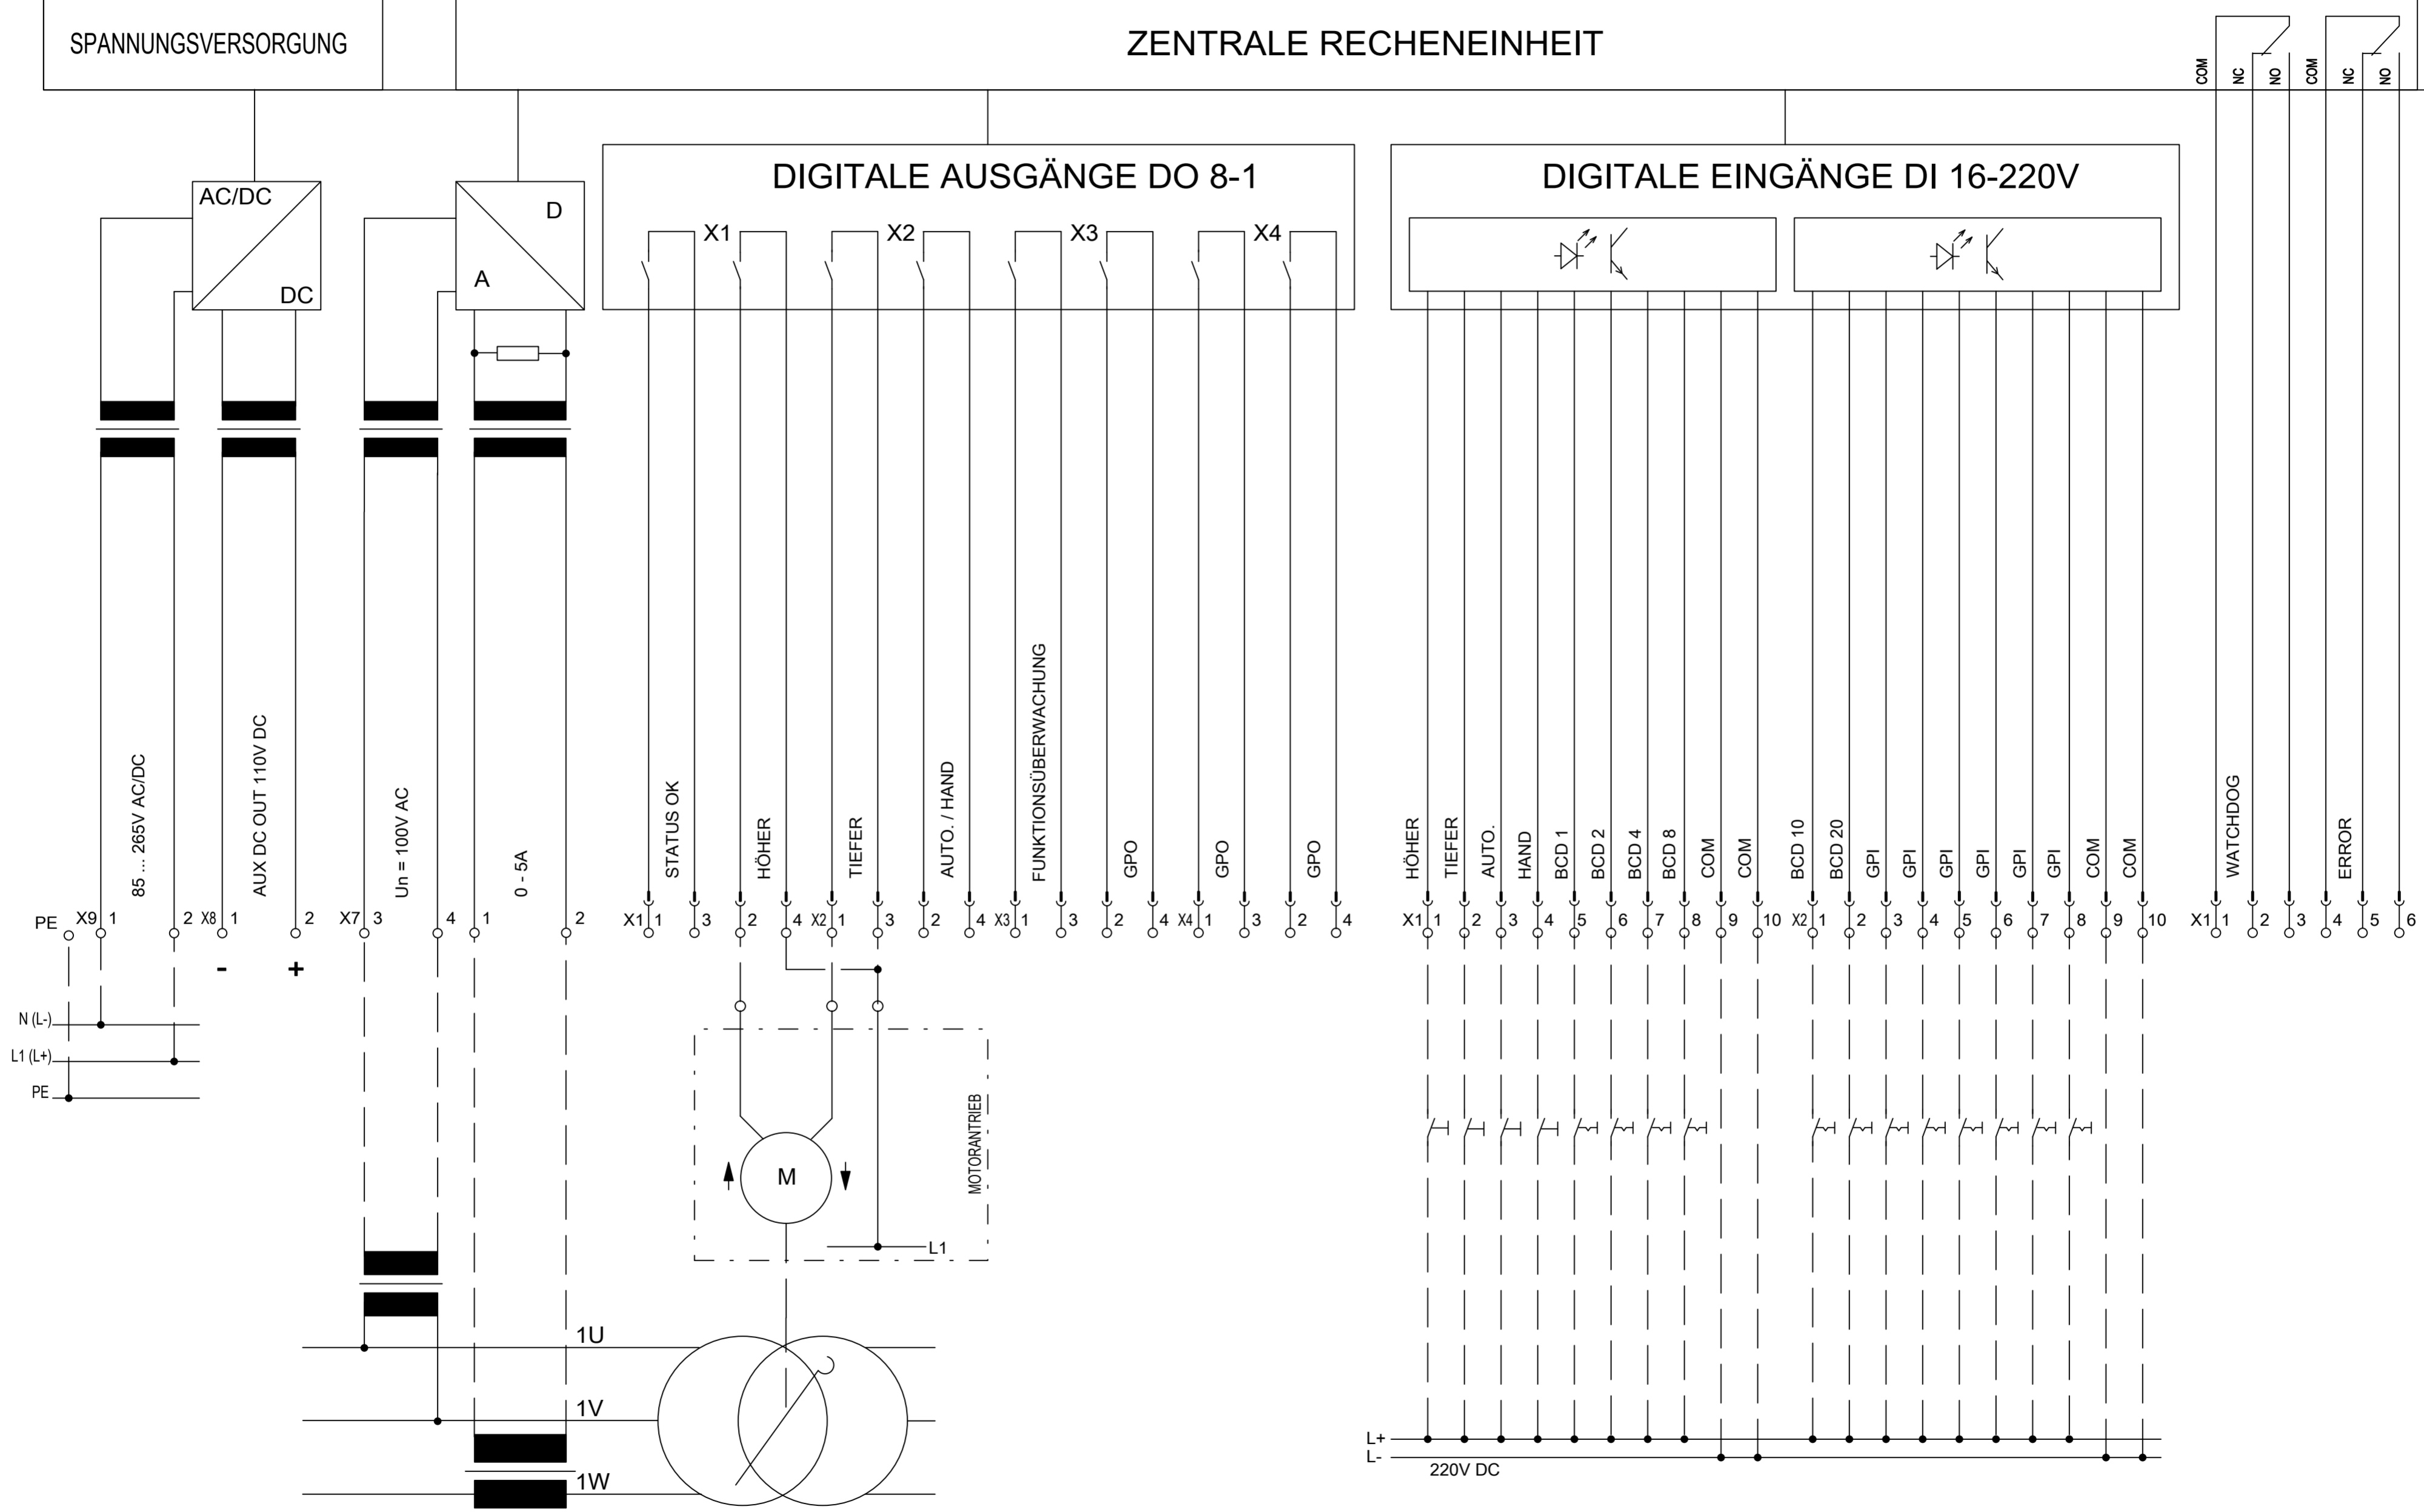 SPANNUNGSVERSORGUNG
ZENTRALE RECHENEINHEIT
COM NC NO COM NC NO
DIGITALE AUSGÄNGE DO 8-1
DIGITALE EINGÄNGE DI 16-220V
AC/DC
DC
D
A
X1 X2 X3 X4
85 ... 265V AC/DC
AUX DC OUT 110V DC
Un = 100V AC
0 - 5A
STATUS OK
HÖHER
TIEFER
AUTO. / HAND
FUNKTIONSÜBERWACHUNG
GPO
GPO
GPO
HÖHER
TIEFER
AUTO.
HAND
BCD 1
BCD 2
BCD 4
BCD 8
COM
COM
BCD 10
BCD 20
GPI
GPI
GPI
GPI
GPI
GPI
COM
COM
WATCHDOG
ERROR
PE X9 1 2 X8 1 2 X7 3 4 1 2
X1 1 3 2 4 X2 1 3 2 4 X3 1 3 2 4 X4 1 3 2 4
X1 1 2 3 4 5 6 7 8 9 10 X2 1 2 3 4 5 6 7 8 9 10
X1 1 2 3 4 5 6
- +
N (L-)
L1 (L+)
PE
MOTORANTRIEB
M
L1
1U
1V
1W
L+
L-
220V DC